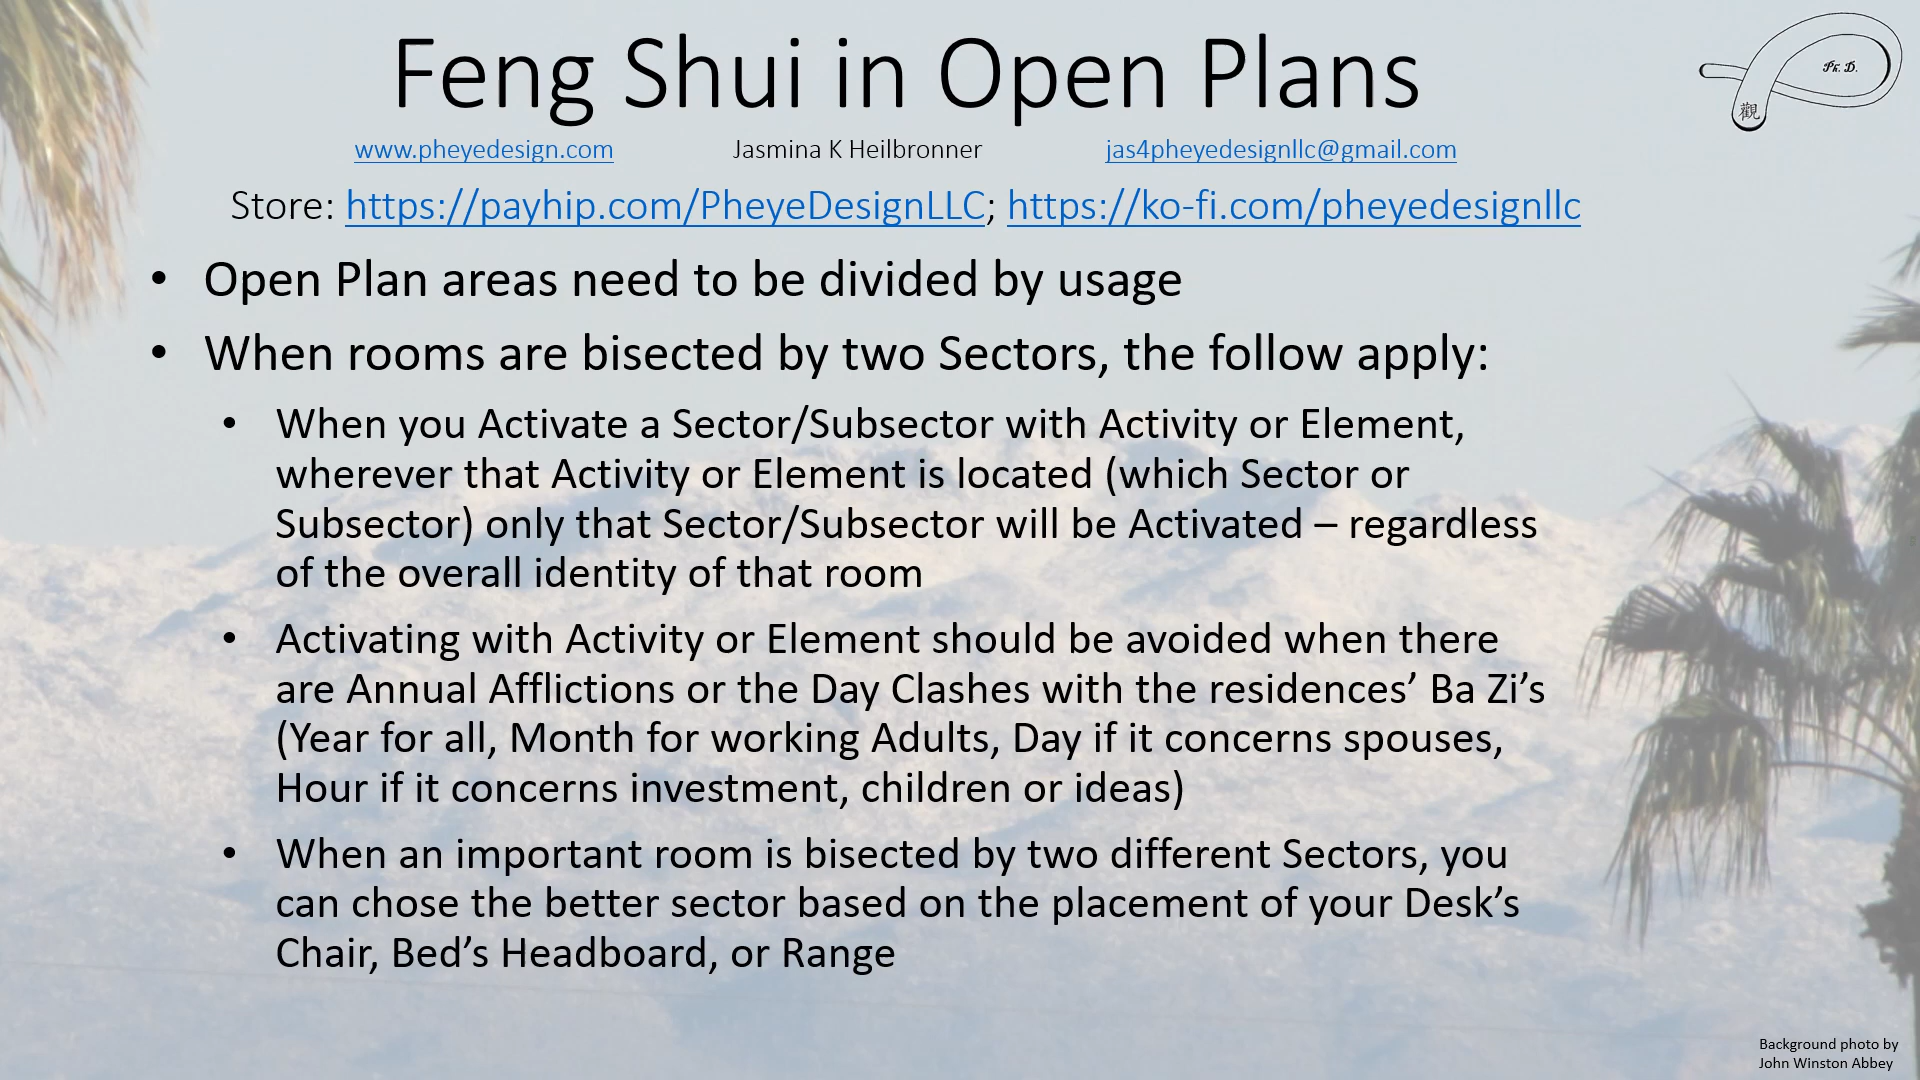 Feng Shui in Open Plans
Pk. D.
觀
www.pheyedesign.com Jasmina K Heilbronner jas4pheyedesignllc@gmail.com
Store: https://payhip.com/PheyeDesignLLC; https://ko-fi.com/pheyedesignllc
• Open Plan areas need to be divided by usage
• When rooms are bisected by two Sectors, the follow apply:
• When you Activate a Sector/Subsector with Activity or Element,
wherever that Activity or Element is located (which Sector or
Subsector) only that Sector/Subsector will be Activated – regardless
of the overall identity of that room
• Activating with Activity or Element should be avoided when there
are Annual Afflictions or the Day Clashes with the residences’ Ba Zi’s
(Year for all, Month for working Adults, Day if it concerns spouses,
Hour if it concerns investment, children or ideas)
• When an important room is bisected by two different Sectors, you
can chose the better sector based on the placement of your Desk’s
Chair, Bed’s Headboard, or Range
Background photo by
John Winston Abbey